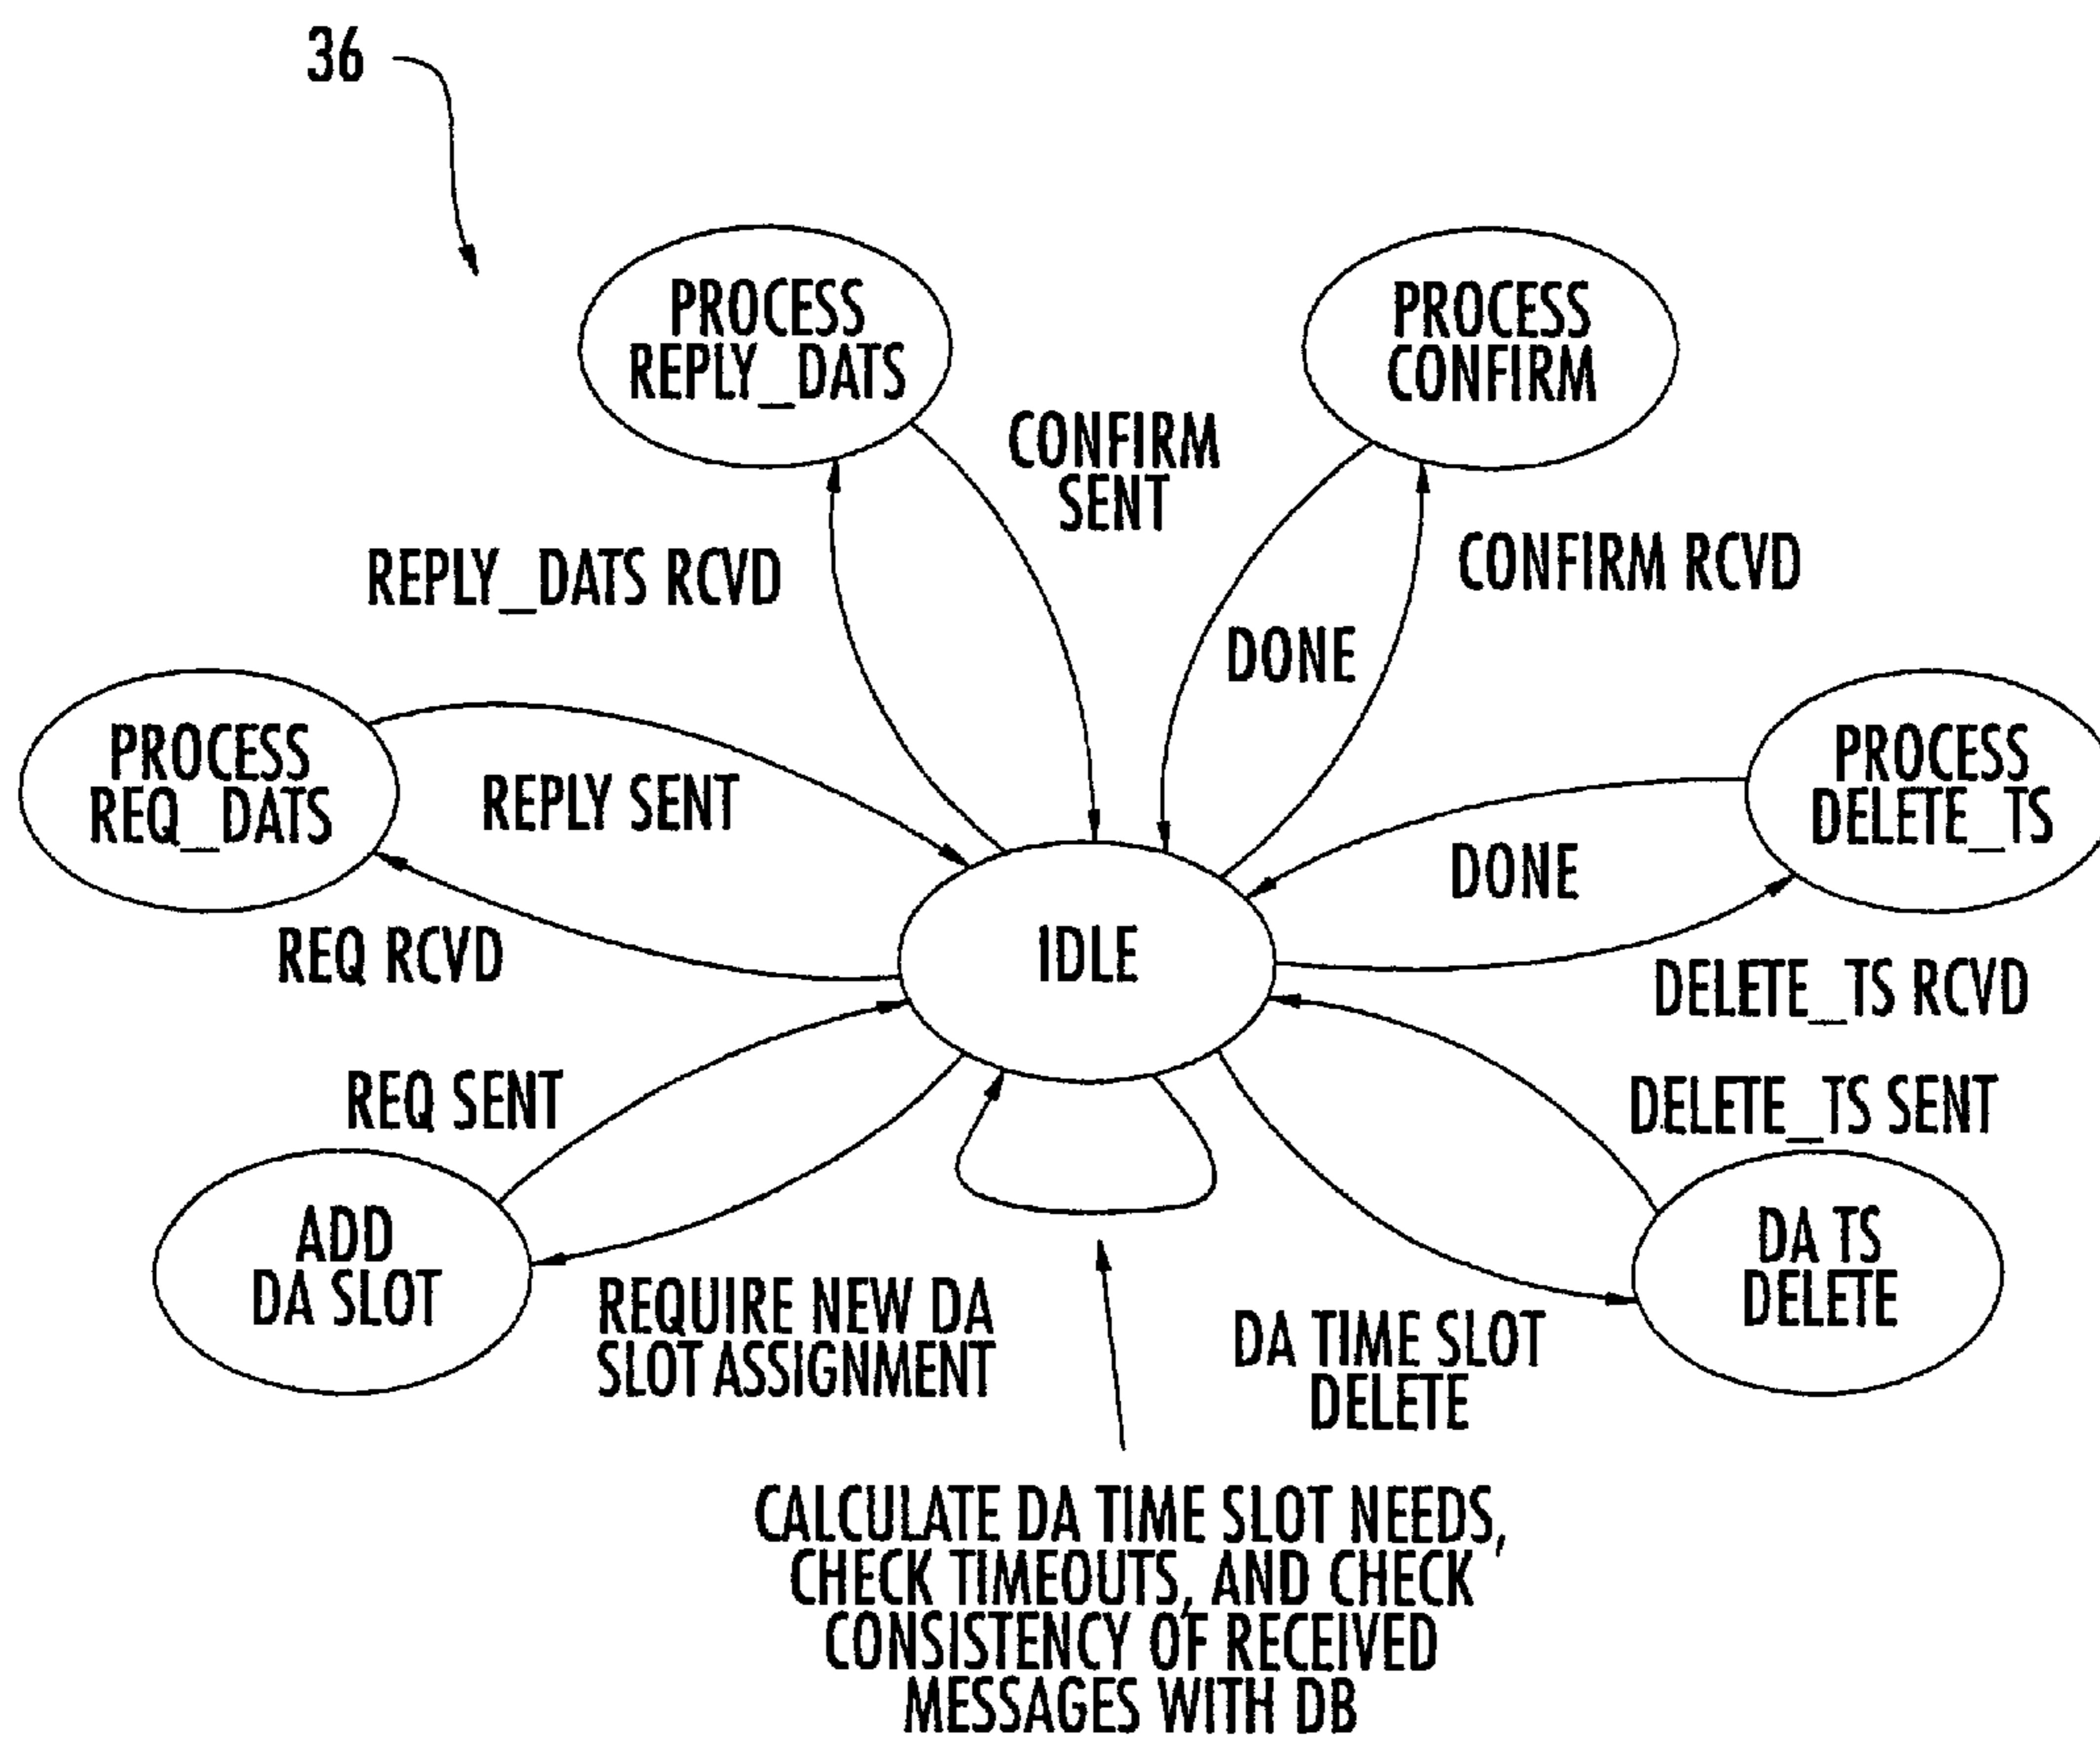 36
PROCESS
REPLY_DATS
PROCESS
CONFIRM
CONFIRM
SENT
REPLY_DATS RCVD
CONFIRM RCVD
DONE
PROCESS
REQ_DATS
REPLY SENT
PROCESS
DELETE_TS
DONE
REQ RCVD
IDLE
DELETE_TS RCVD
REQ SENT
DELETE_TS SENT
ADD
DA SLOT
DA TS
DELETE
REQUIRE NEW DA
SLOT ASSIGNMENT
DA TIME SLOT
DELETE
CALCULATE DA TIME SLOT NEEDS,
CHECK TIMEOUTS, AND CHECK
CONSISTENCY OF RECEIVED
MESSAGES WITH DB